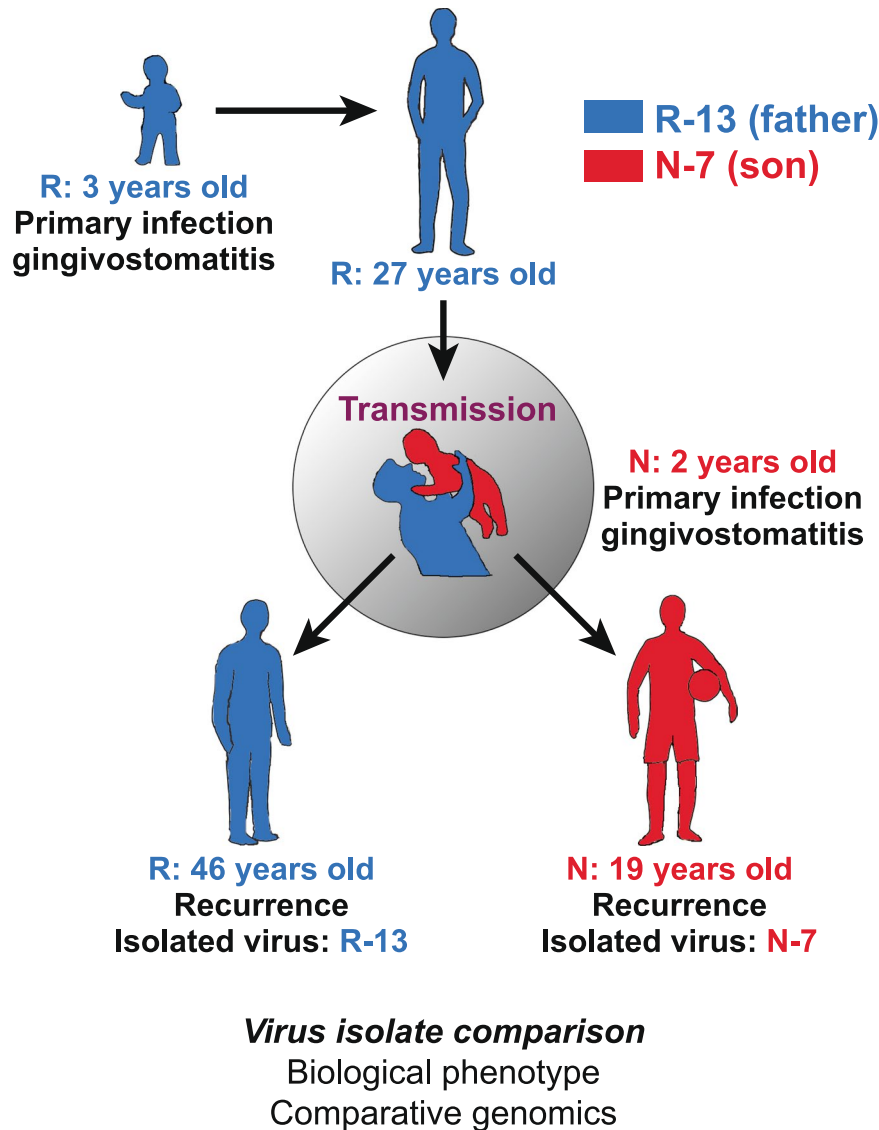 R-13 (father)
N-7 (son)
R: 3 years old
Primary infection
gingivostomatitis
R: 27 years old
Transmission
N: 2 years old
Primary infection
gingivostomatitis
R: 46 years old
Recurrence
Isolated virus: R-13
N: 19 years old
Recurrence
Isolated virus: N-7
Virus isolate comparison
Biological phenotype
Comparative genomics